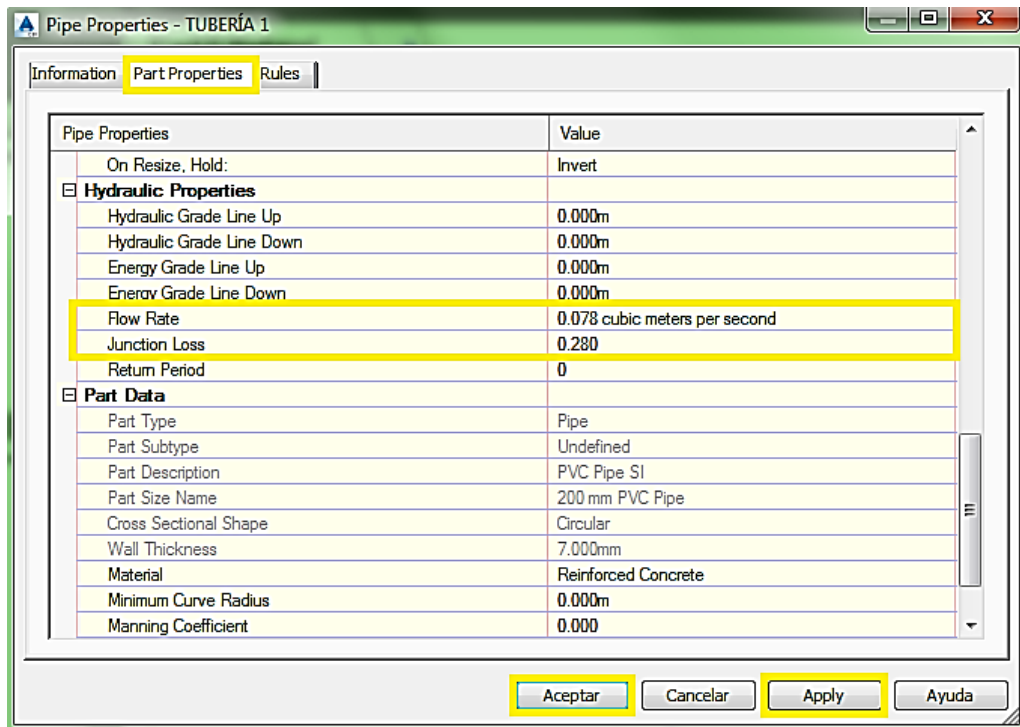 Pipe Properties - TUBERÍA 1
Information Part Properties Rules
Pipe Properties Value
On Resize, Hold: Invert
Hydraulic Properties
Hydraulic Grade Line Up 0.000m
Hydraulic Grade Line Down 0.000m
Energy Grade Line Up 0.000m
Energy Grade Line Down 0.000m
Flow Rate 0.078 cubic meters per second
Junction Loss 0.280
Return Period 0
Part Data
Part Type Pipe
Part Subtype Undefined
Part Description PVC Pipe SI
Part Size Name 200 mm PVC Pipe
Cross Sectional Shape Circular
Wall Thickness 7.000mm
Material Reinforced Concrete
Minimum Curve Radius 0.000m
Manning Coefficient 0.000
Aceptar Cancelar Apply Ayuda